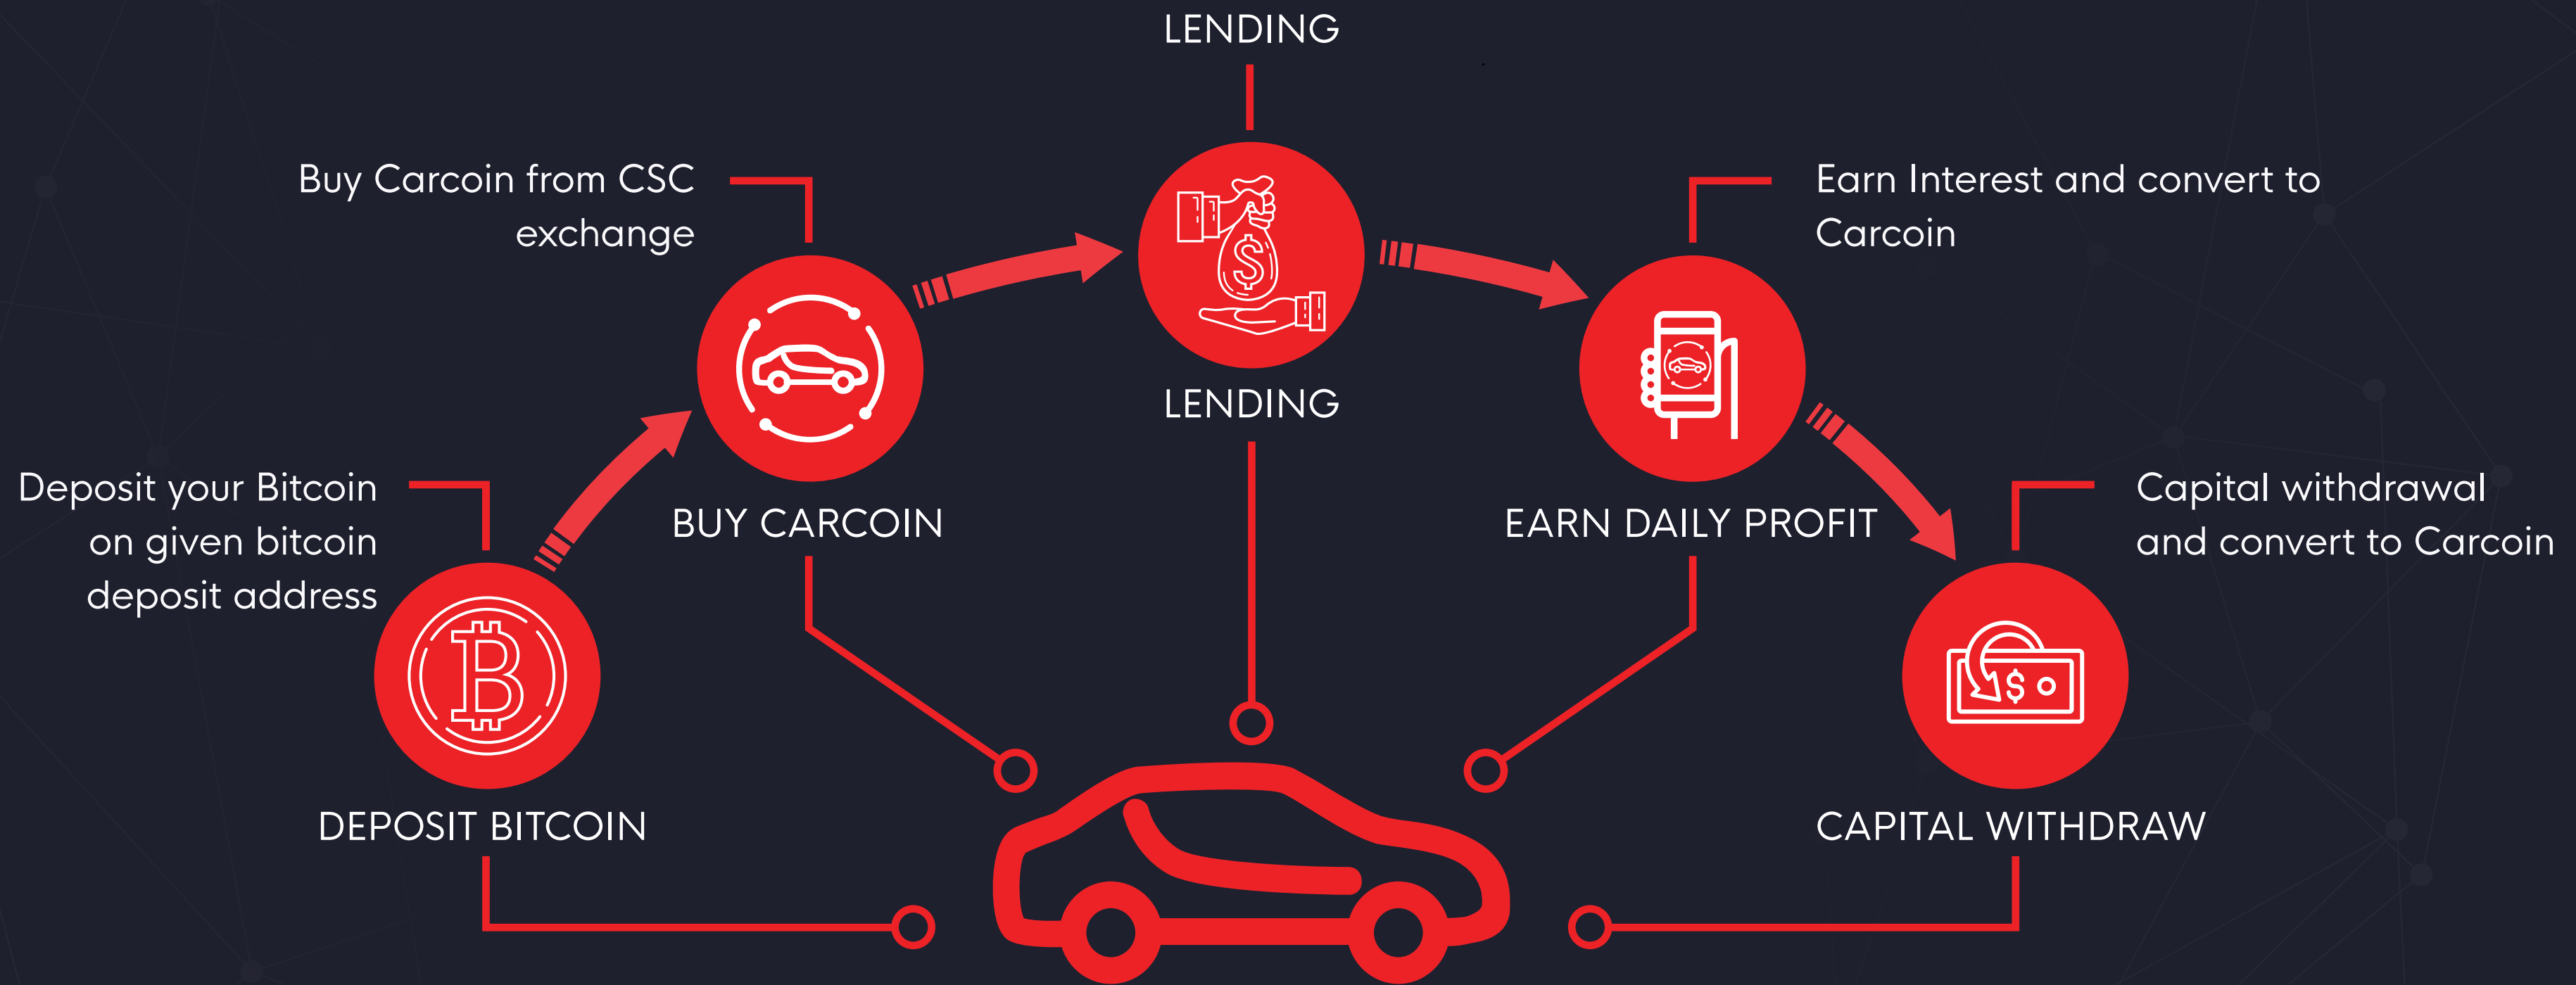 LENDING
Buy Carcoin from CSC
exchange
Earn Interest and convert to
Carcoin
LENDING
Deposit your Bitcoin
on given bitcoin
deposit address
BUY CARCOIN
EARN DAILY PROFIT
Capital withdrawal
and convert to Carcoin
DEPOSIT BITCOIN
CAPITAL WITHDRAW